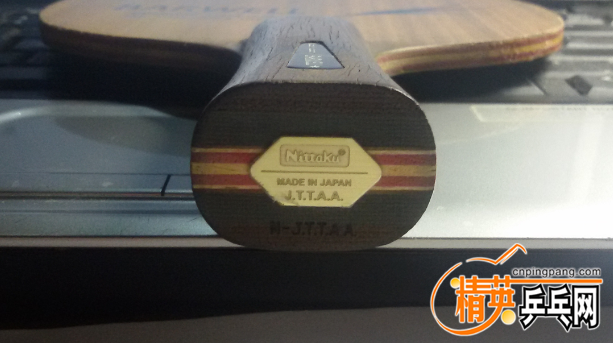 Nittaku®
MADE IN JAPAN
J.T.T.A.A.
N-J.T.T.A.A
cnpingpang.com
精英乒乓网